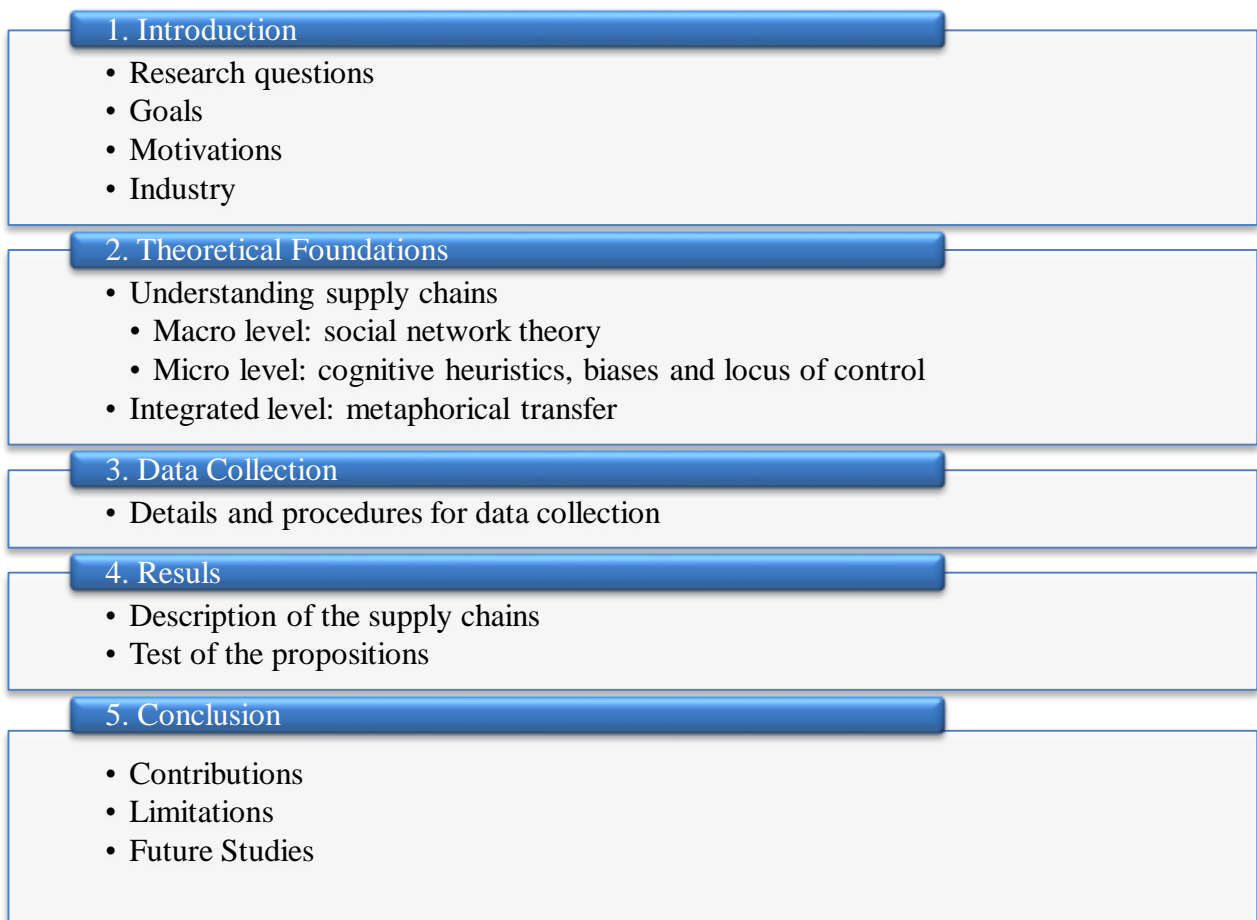 1. Introduction
• Research questions
• Goals
• Motivations
• Industry
2. Theoretical Foundations
• Understanding supply chains
• Macro level: social network theory
• Micro level: cognitive heuristics, biases and locus of control
• Integrated level: metaphorical transfer
3. Data Collection
• Details and procedures for data collection
4. Resuls
• Description of the supply chains
• Test of the propositions
5. Conclusion
• Contributions
• Limitations
• Future Studies